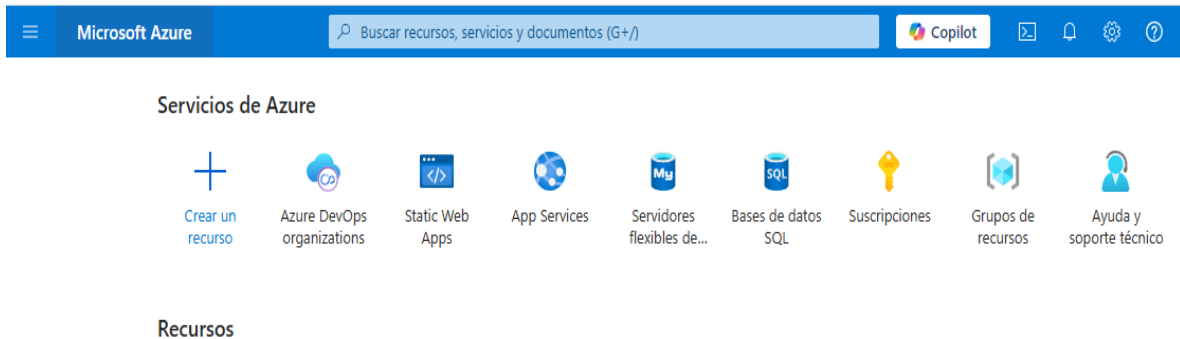 Microsoft Azure
Buscar recursos, servicios y documentos (G+/)
Copilot
Servicios de Azure
Crear un
recurso
Azure DevOps
organizations
</>
Static Web
Apps
App Services
My
Servidores
flexibles de...
SQL
Bases de datos
SQL
Suscripciones
Grupos de
recursos
Ayuda y
soporte técnico
Recursos